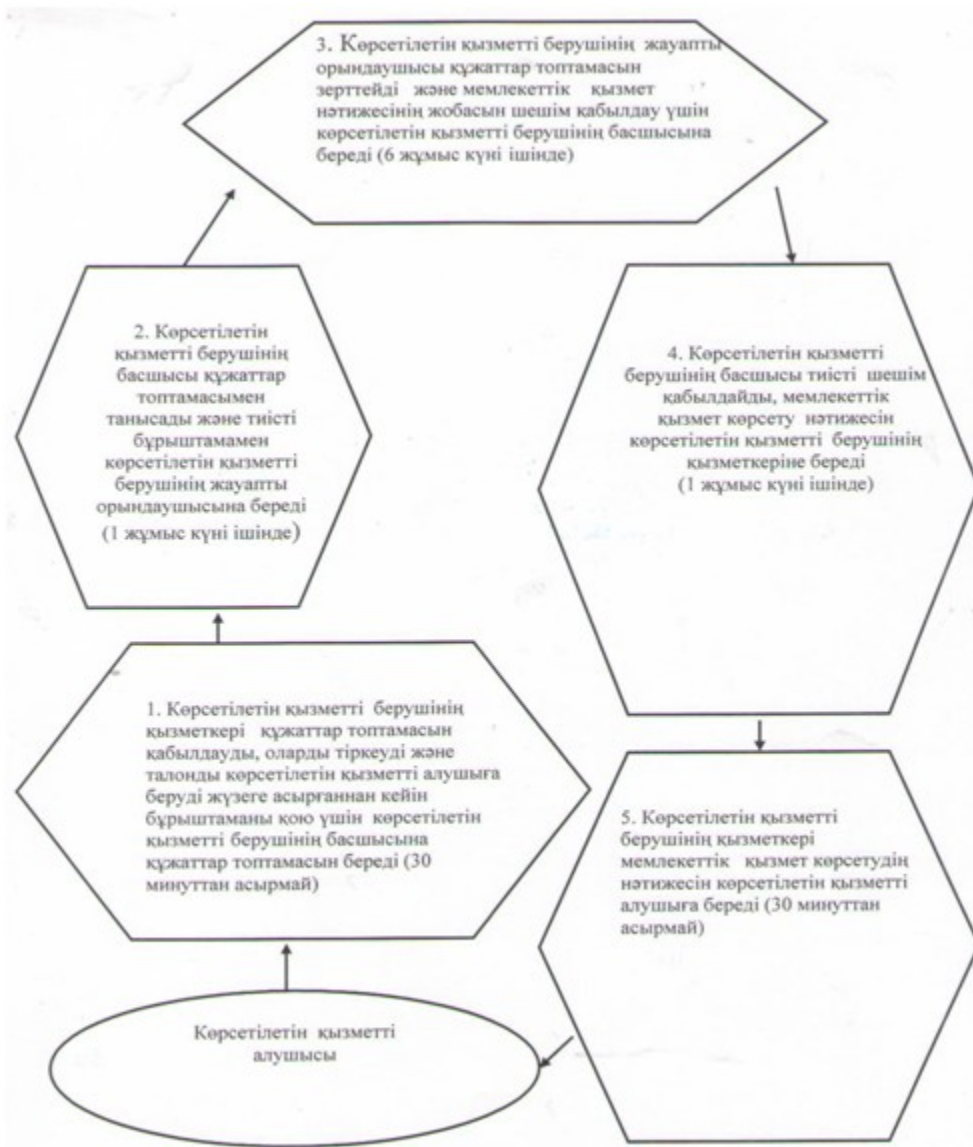 3. Көрсетілетін қызметті берушінің жауапты
орындаушысы құжаттар топтамасын
зерттейді және мемлекеттік қызмет
нәтижесінің жобасын шешім қабылдау үшін
көрсетілетін қызметті берушінің басшысына
береді (6 жұмыс күні ішінде)
2. Көрсетілетін
қызметті берушінің
басшысы құжаттар
топтамасымен
танысады және тиісті
бұрыштамамен
көрсетілетін қызметті
берушінің жауапты
орындаушысына береді
(1 жұмыс күні ішінде)
4. Көрсетілетін қызметті
берушінің басшысы тиісті шешім
қабылдайды, мемлекеттік
қызмет көрсету нәтижесін
көрсетілетін қызметті берушінің
қызметкеріне береді
(1 жұмыс күні ішінде)
1. Көрсетілетін қызметті берушінің
қызметкері құжаттар топтамасын
қабылдауды, оларды тіркеуді және
талонды көрсетілетін қызметті алушыға
беруді жүзеге асырғаннан кейін
бұрыштаманы қою үшін көрсетілетін
қызметті берушінің басшысына
құжаттар топтамасын береді (30
минуттан асырмай)
5. Көрсетілетін қызметті
берушінің қызметкері
мемлекеттік қызмет көрсетудің
нәтижесін көрсетілетін қызметті
алушыға береді (30 минуттан
асырмай)
Көрсетілетін қызметті
алушысы